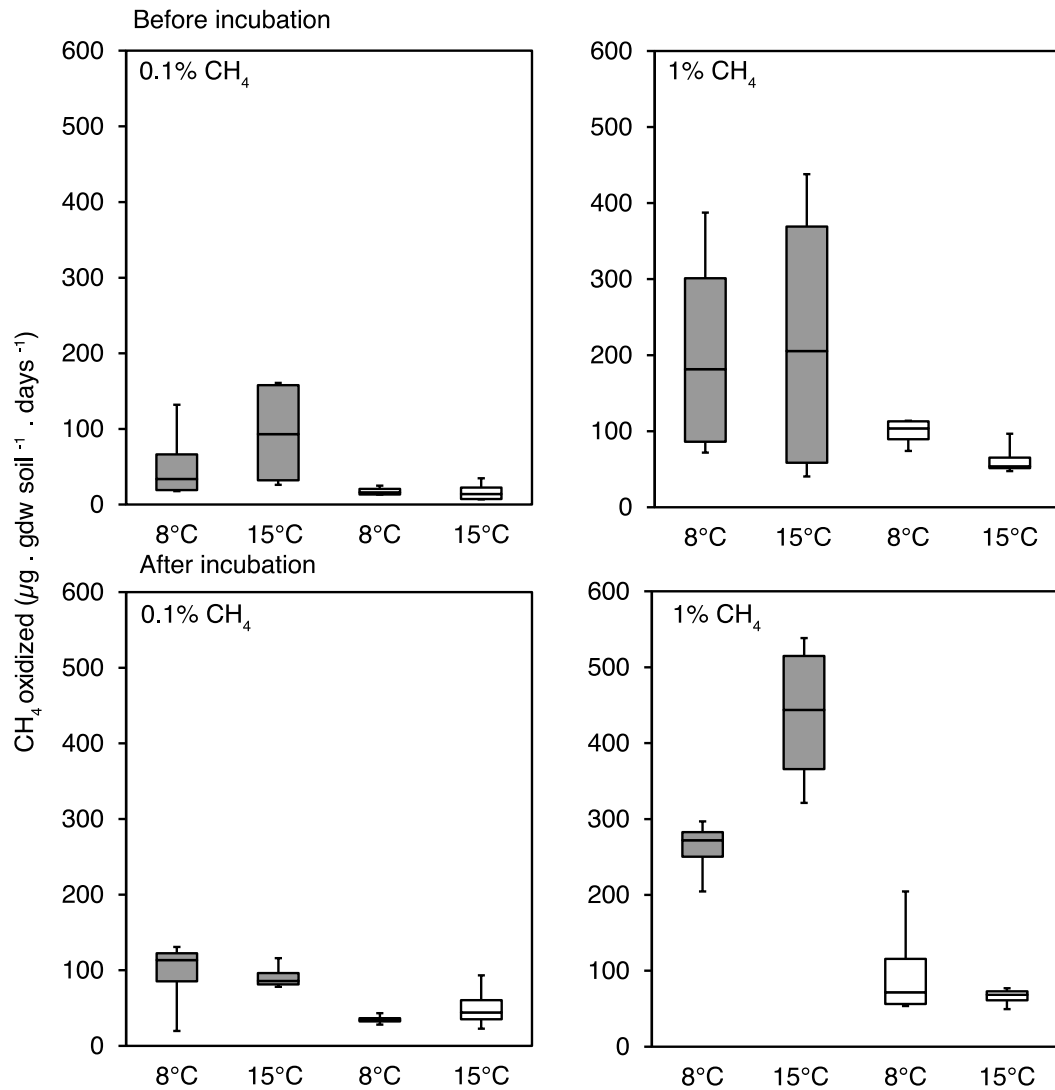 Before incubation
0.1% CH₄
600
500
400
300
200
100
0
8°C 15°C 8°C 15°C
1% CH₄
600
500
400
300
200
100
0
8°C 15°C 8°C 15°C
CH₄ oxidized (µg . gdw soil ⁻¹ . days ⁻¹)
After incubation
0.1% CH₄
600
500
400
300
200
100
0
8°C 15°C 8°C 15°C
1% CH₄
600
500
400
300
200
100
0
8°C 15°C 8°C 15°C